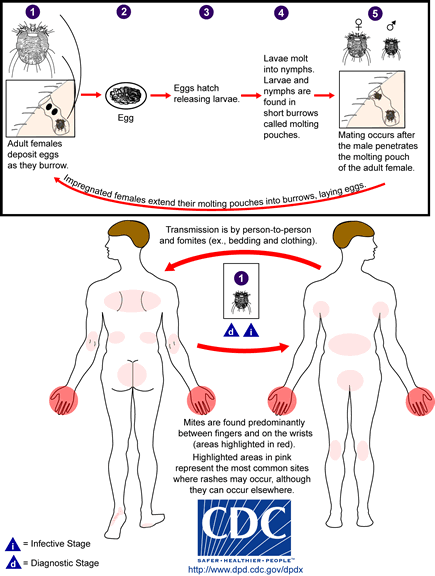 1
2
3
4
5
♀ ♂
Adult females
deposit eggs
as they burrow.
Egg
Eggs hatch
releasing larvae.
Lavae molt
into nymphs.
Larvae and
nymphs are
found in
short burrows
called molting
pouches.
Mating occurs after
the male penetrates
the molting pouch
of the adult female.
Impregnated females extend their molting pouches into burrows, laying eggs.
Transmission is by person-to-person
and fomites (ex., bedding and clothing).
1
d i
Mites are found predominantly
between fingers and on the wrists
(areas highlighted in red).
Highlighted areas in pink
represent the most common sites
where rashes may occur, although
they can occur elsewhere.
i = Infective Stage
d = Diagnostic Stage
CDC
SAFER • HEALTHIER • PEOPLE™
http://www.dpd.cdc.gov/dpdx